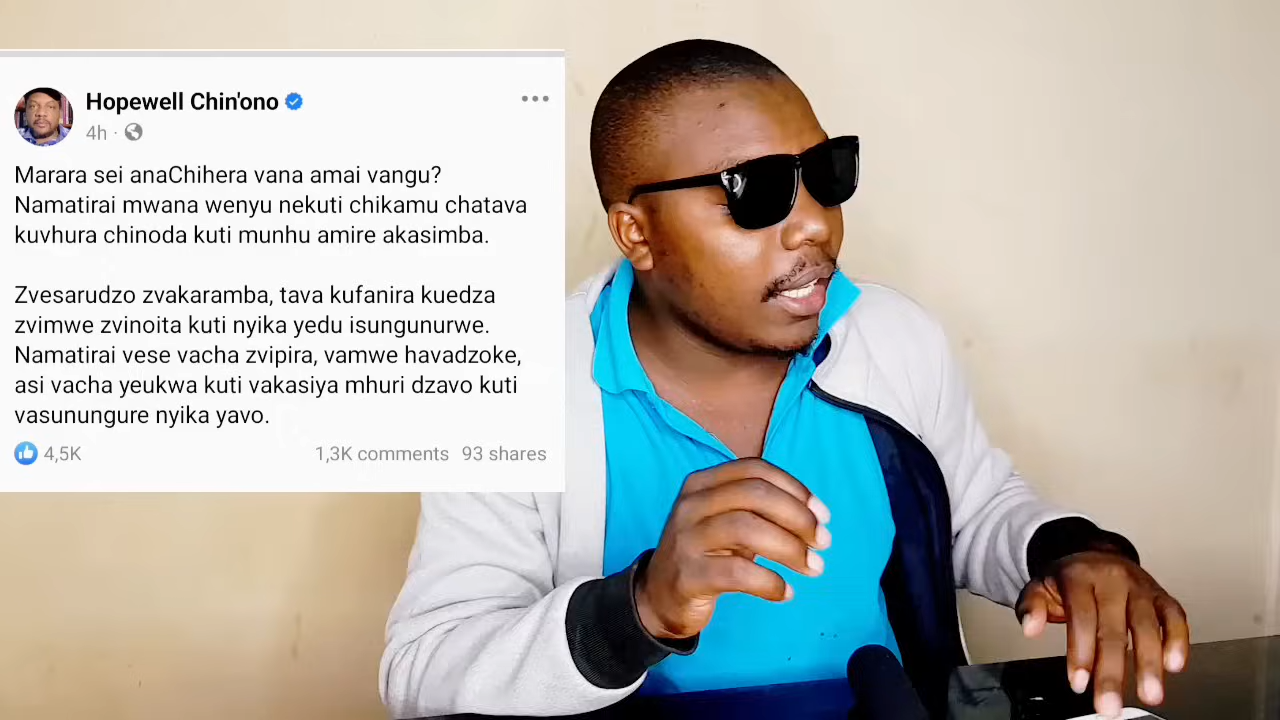 Hopewell Chin'ono
4h ·
Marara sei anaChihera vana amai vangu?
Namatirai mwana wenyu nekuti chikamu chatava
kuvhura chinoda kuti munhu amire akasimba.
Zvesarudzo zvakaramba, tava kufanira kuedza
zvimwe zvinoita kuti nyika yedu isungunurwe.
Namatirai vese vacha zvipira, vamwe havadzoke,
asi vacha yeukwa kuti vakasiya mhuri dzavo kuti
vasunungure nyika yavo.
4,5K 1,3K comments 93 shares